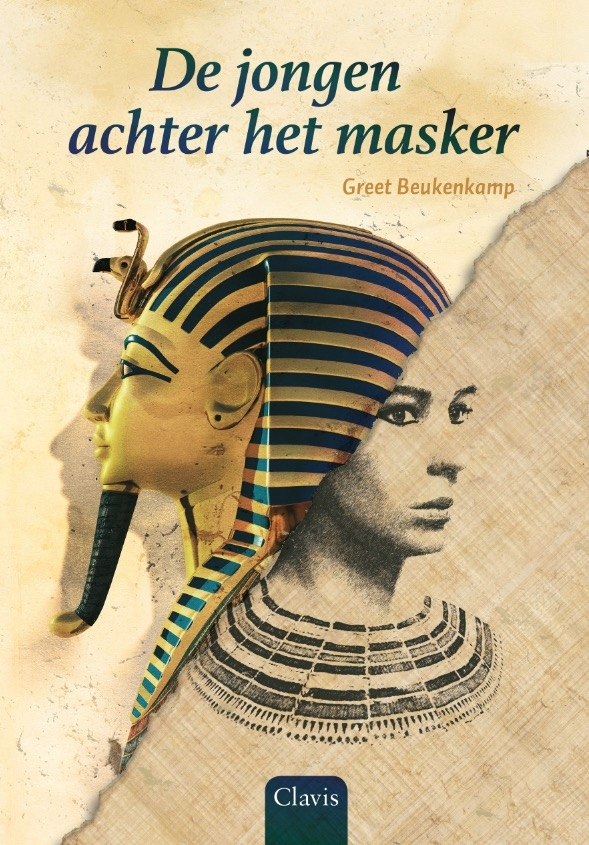 De jongen
achter het masker
Greet Beukenkamp
Clavis